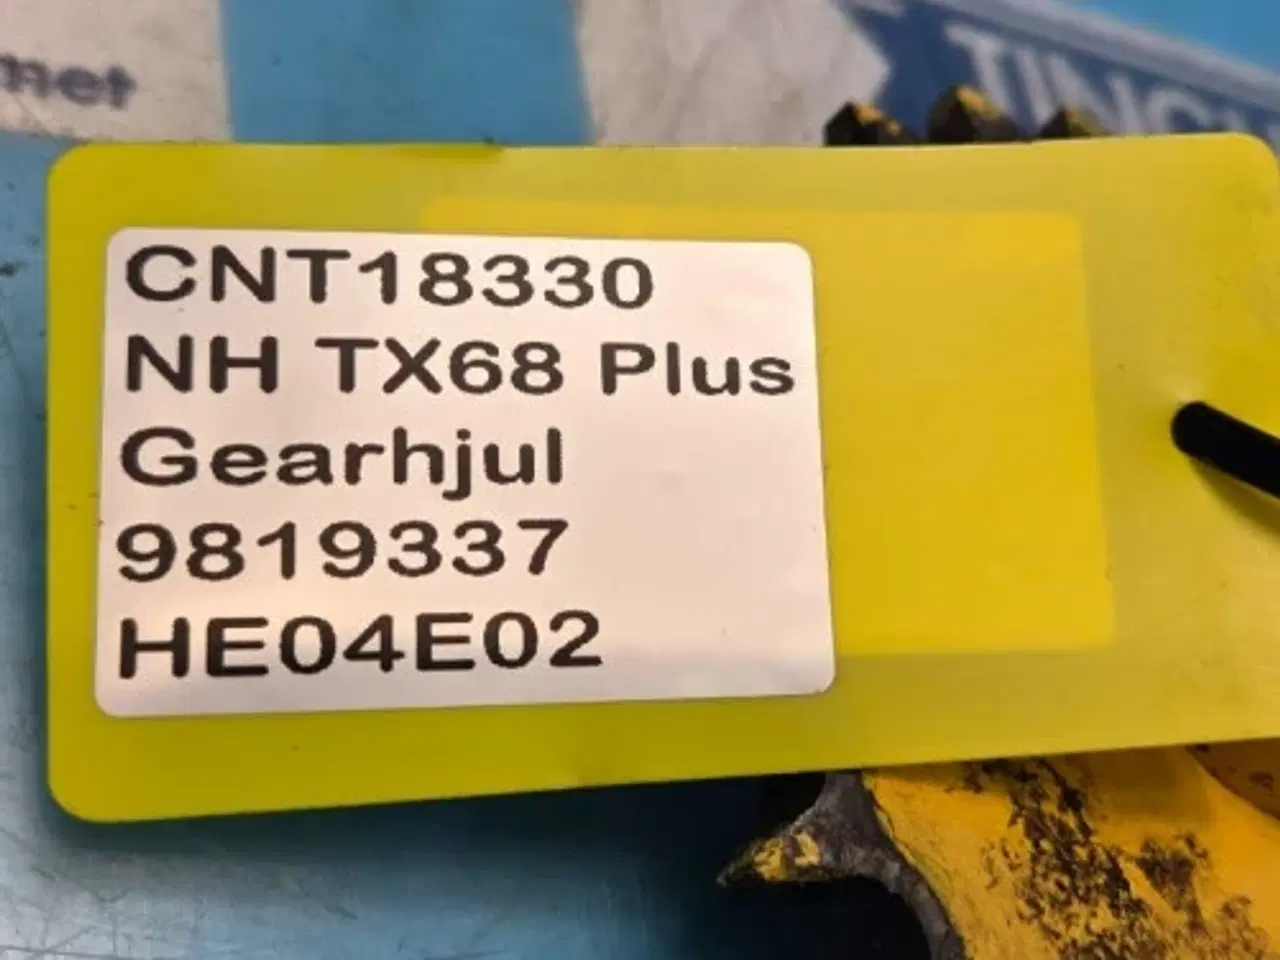 CNT18330
NH TX68 Plus
Gearhjul
9819337
HE04E02